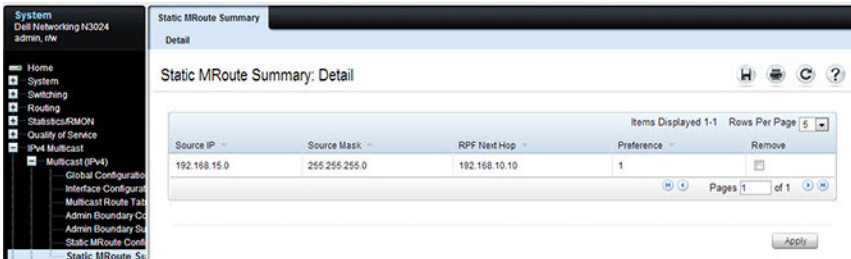 System
Dell Networking N3024
admin, r/w
Home
System
Switching
Routing
Statistics/RMON
Quality of Service
IPv4 Multicast
Multicast (IPv4)
Global Configuratio
Interface Configurat
Multicast Route Tab
Admin Boundary Co
Admin Boundary Su
Static MRoute Confi
Static MRoute Su
Static MRoute Summary
Detail
Static MRoute Summary: Detail
Items Displayed 1-1 Rows Per Page 5
Source IP Source Mask RPF Next Hop Preference Remove
192.168.15.0 255.255.255.0 192.168.10.10 1
Pages 1 of 1
Apply